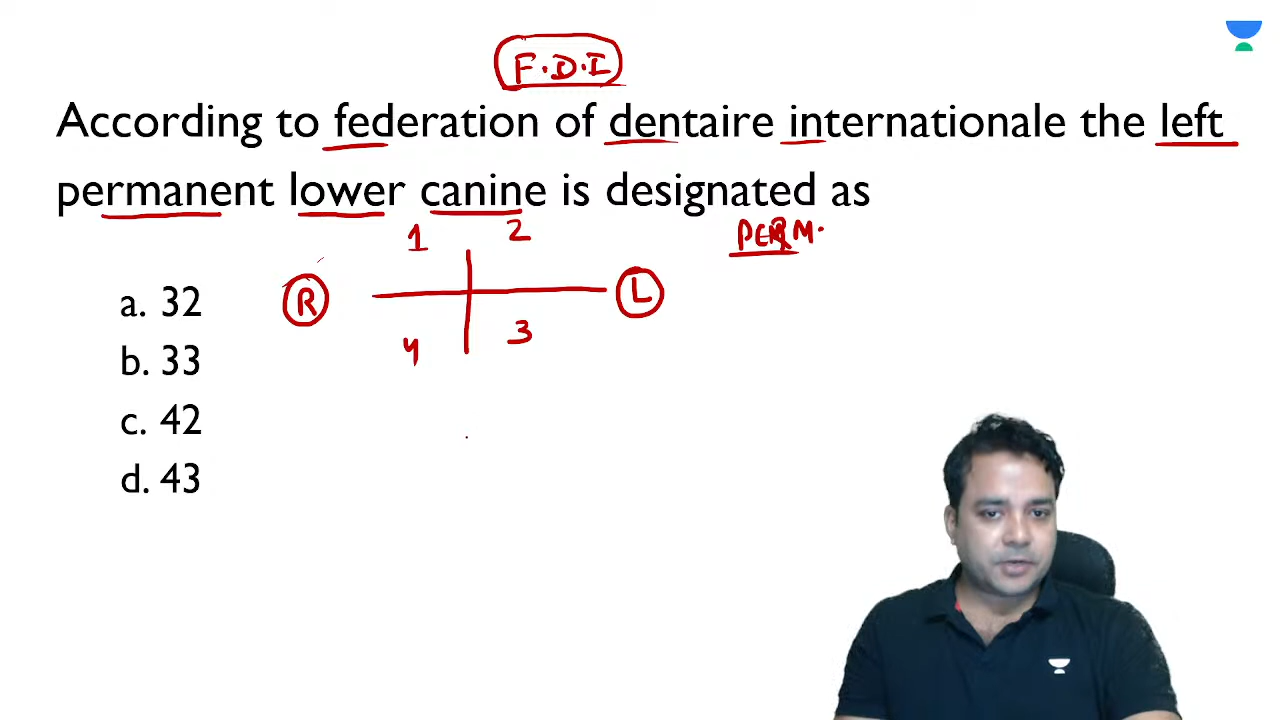 F.D.I
According to federation of dentaire internationale the left
permanent lower canine is designated as
1 2 PERM.
a. 32 R L
4 3
b. 33
c. 42
d. 43